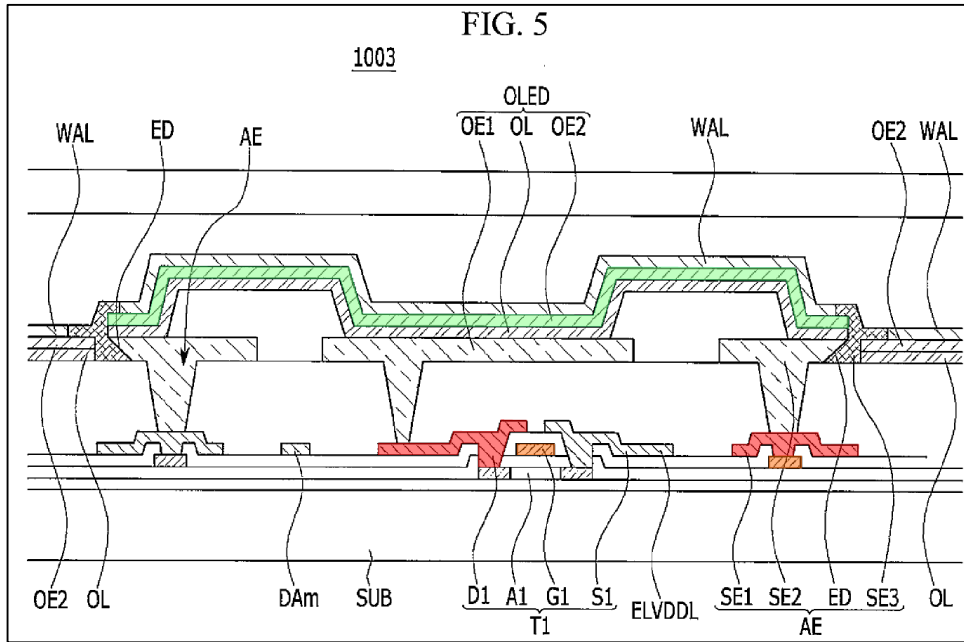 FIG. 5
1003
OLED
OE1 OL OE2
WAL ED AE WAL OE2 WAL
OE2 OL DAm SUB D1 A1 G1 S1 ELVDDL SE1 SE2 ED SE3 OL
T1 AE